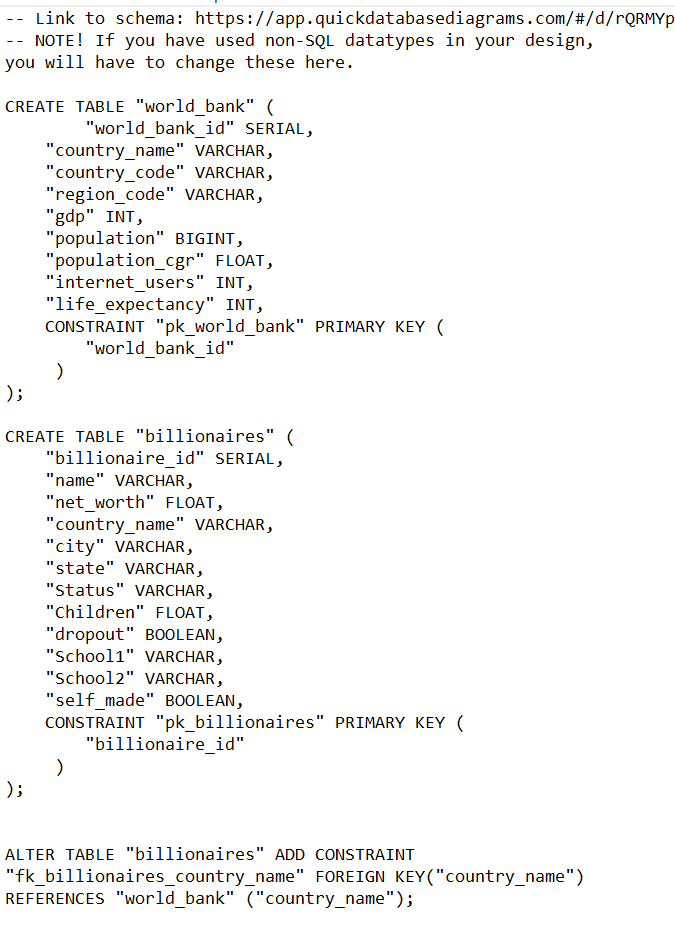 -- Link to schema: https://app.quickdatabasediagrams.com/#/d/rQRMYp
-- NOTE! If you have used non-SQL datatypes in your design,
you will have to change these here.

CREATE TABLE "world_bank" (
        "world_bank_id" SERIAL,
    "country_name" VARCHAR,
    "country_code" VARCHAR,
    "region_code" VARCHAR,
    "gdp" INT,
    "population" BIGINT,
    "population_cgr" FLOAT,
    "internet_users" INT,
    "life_expectancy" INT,
    CONSTRAINT "pk_world_bank" PRIMARY KEY (
        "world_bank_id"
     )
);

CREATE TABLE "billionaires" (
    "billionaire_id" SERIAL,
    "name" VARCHAR,
    "net_worth" FLOAT,
    "country_name" VARCHAR,
    "city" VARCHAR,
    "state" VARCHAR,
    "Status" VARCHAR,
    "Children" FLOAT,
    "dropout" BOOLEAN,
    "School1" VARCHAR,
    "School2" VARCHAR,
    "self_made" BOOLEAN,
    CONSTRAINT "pk_billionaires" PRIMARY KEY (
        "billionaire_id"
     )
);

ALTER TABLE "billionaires" ADD CONSTRAINT
"fk_billionaires_country_name" FOREIGN KEY("country_name")
REFERENCES "world_bank" ("country_name");